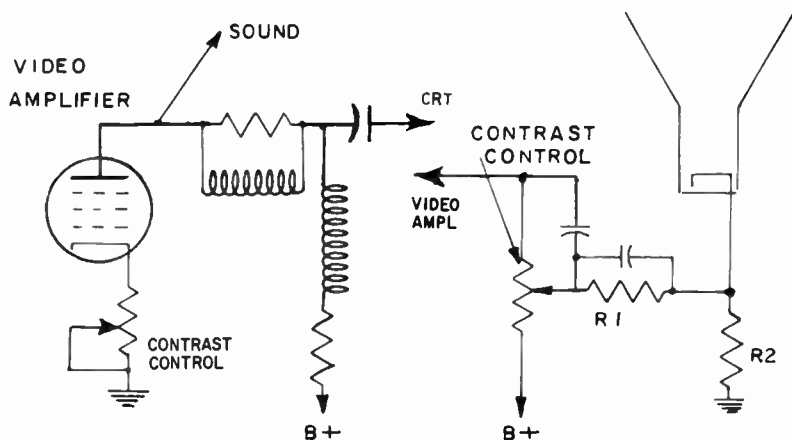 SOUND
VIDEO
AMPLIFIER
CRT
CONTRAST
CONTROL
VIDEO
AMPL
CONTRAST
CONTROL
R1
R2
B+
B+